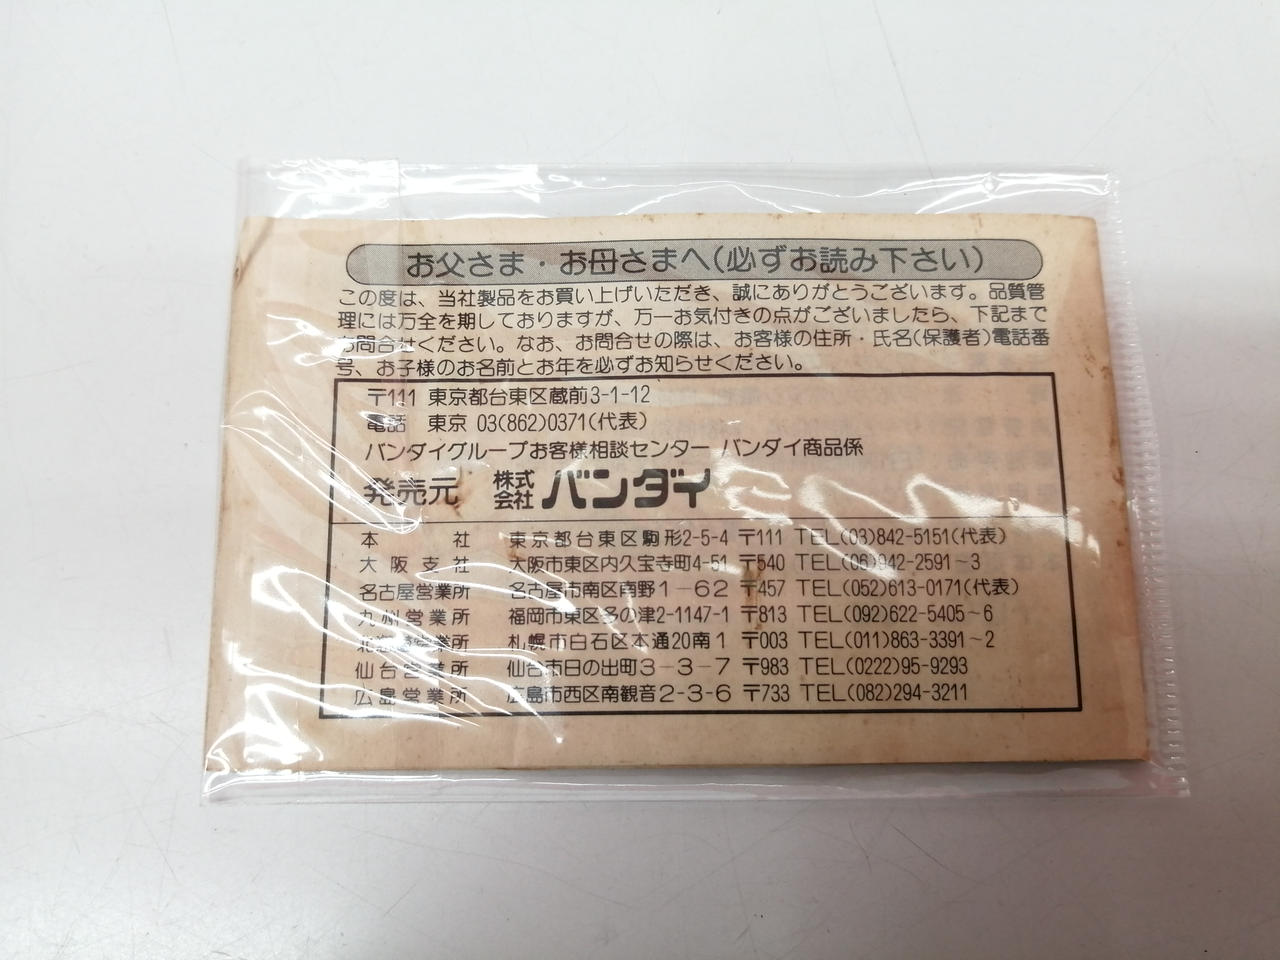 お父さま・お母さまへ(必ずお読み下さい)
この度は、当社製品をお買い上げいただき、誠にありがとうございます。品質管
理には万全を期しておりますが、万一お気付きの点がございましたら、下記まで
お問合せください。なお、お問合せの際は、お客様の住所・氏名(保護者)電話番
号、お子様のお名前とお年を必ずお知らせください。
〒111 東京都台東区蔵前3-1-12
電話 東京 03(862)0371(代表)
バンダイグループお客様相談センター バンダイ商品係
発売元 株式会社 バンダイ
本社 東京都台東区駒形2-5-4 〒111 TEL(03)842-5151(代表)
大阪支社 大阪市東区内久宝寺町4-51 〒540 TEL(06)942-2591~3
名古屋営業所 名古屋市南区南野1-62 〒457 TEL(052)613-0171(代表)
九州営業所 福岡市東区多の津2-1147-1 〒813 TEL(092)622-5405~6
北海道営業所 札幌市白石区本通20南1 〒003 TEL(011)863-3391~2
仙台営業所 仙台市日の出町3-3-7 〒983 TEL(0222)95-9293
広島営業所 広島市西区南観音2-3-6 〒733 TEL(082)294-3211